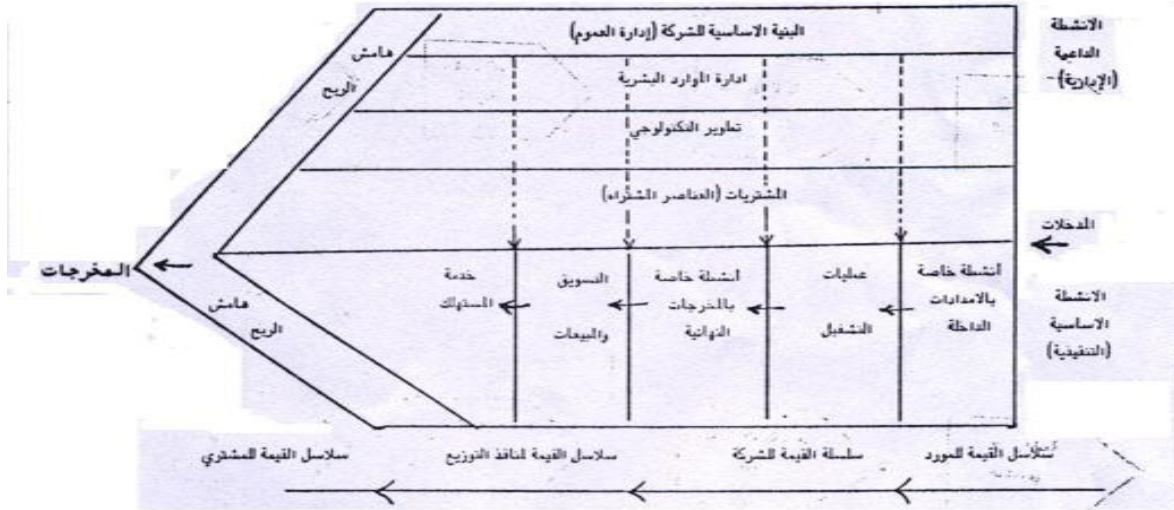 البنية الاساسية للشركة (إدارة العموم)
الانشطة
الداعية
(الإدارية)
هامش
الربح
ادارة الموارد البشرية
تطوير التكنولوجي
المشتريات (العناصر المشتراه)
المدخلات
المخرجات
أنشطة خاصة
بالامدادات
الداخلة
عمليات
التشغيل
أنشطة خاصة
بالمخرجات
النهائية
التسويق
والمبيعات
خدمة
المستهلك
الانشطة
الاساسية
(التنفيذية)
هامش
الربح
سلاسل القيمة للمورد
سلسلة القيمة للشركة
سلاسل القيمة لمنافذ التوزيع
سلاسل القيمة للمشتري